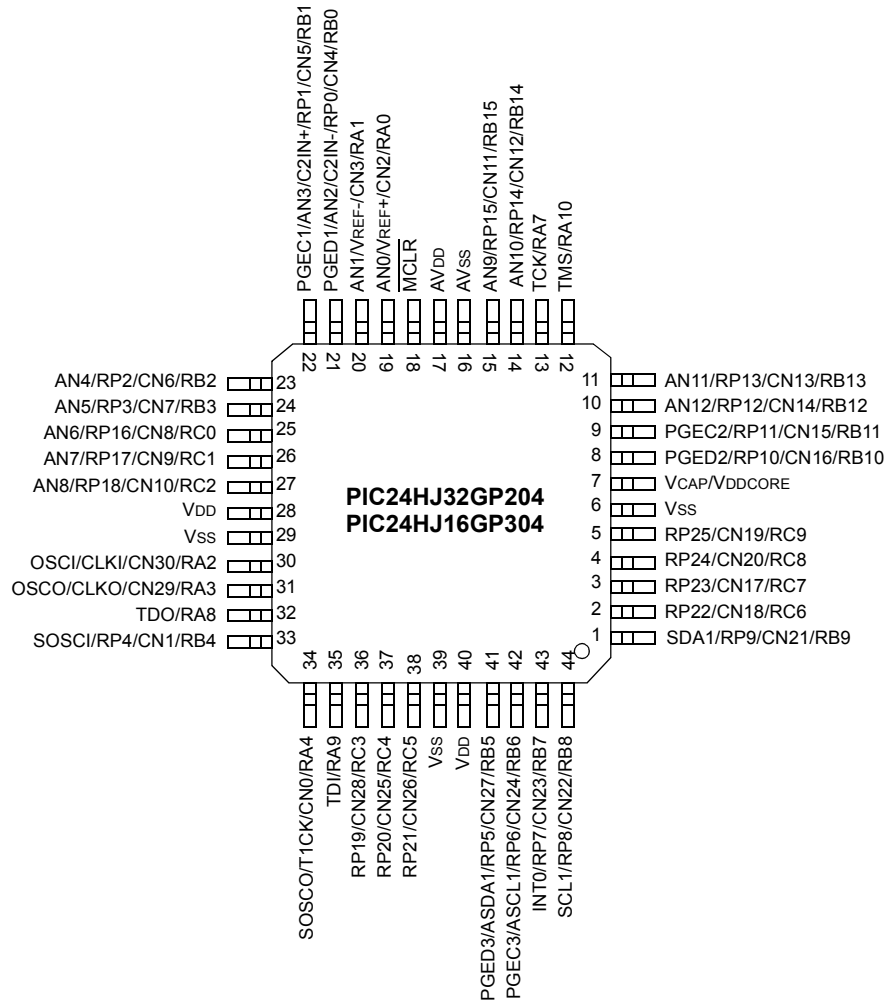 PGEC1/AN3/C2IN+/RP1/CN5/RB1
PGED1/AN2/C2IN-/RP0/CN4/RB0
AN1/VREF-/CN3/RA1
AN0/VREF+/CN2/RA0
MCLR
AVDD
AVSS
AN9/RP15/CN11/RB15
AN10/RP14/CN12/RB14
TCK/RA7
TMS/RA10
22
21
20
19
18
17
16
15
14
13
12
AN4/RP2/CN6/RB2 23
AN5/RP3/CN7/RB3 24
AN6/RP16/CN8/RC0 25
AN7/RP17/CN9/RC1 26
AN8/RP18/CN10/RC2 27
VDD 28
VSS 29
OSCI/CLKI/CN30/RA2 30
OSCO/CLKO/CN29/RA3 31
TDO/RA8 32
SOSCI/RP4/CN1/RB4 33
PIC24HJ32GP204
PIC24HJ16GP304
11 AN11/RP13/CN13/RB13
10 AN12/RP12/CN14/RB12
9 PGEC2/RP11/CN15/RB11
8 PGED2/RP10/CN16/RB10
7 VCAP/VDDCORE
6 VSS
5 RP25/CN19/RC9
4 RP24/CN20/RC8
3 RP23/CN17/RC7
2 RP22/CN18/RC6
1 SDA1/RP9/CN21/RB9
34
35
36
37
38
39
40
41
42
43
44
SOSCO/T1CK/CN0/RA4
TDI/RA9
RP19/CN28/RC3
RP20/CN25/RC4
RP21/CN26/RC5
VSS
VDD
PGED3/ASDA1/RP5/CN27/RB5
PGEC3/ASCL1/RP6/CN24/RB6
INT0/RP7/CN23/RB7
SCL1/RP8/CN22/RB8